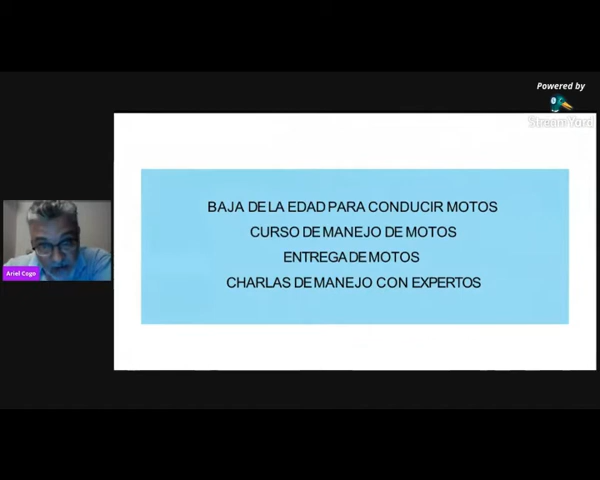 Powered by
StreamYard
BAJA DE LA EDAD PARA CONDUCIR MOTOS
CURSO DE MANEJO DE MOTOS
ENTREGA DE MOTOS
CHARLAS DE MANEJO CON EXPERTOS
Ariel Cogo